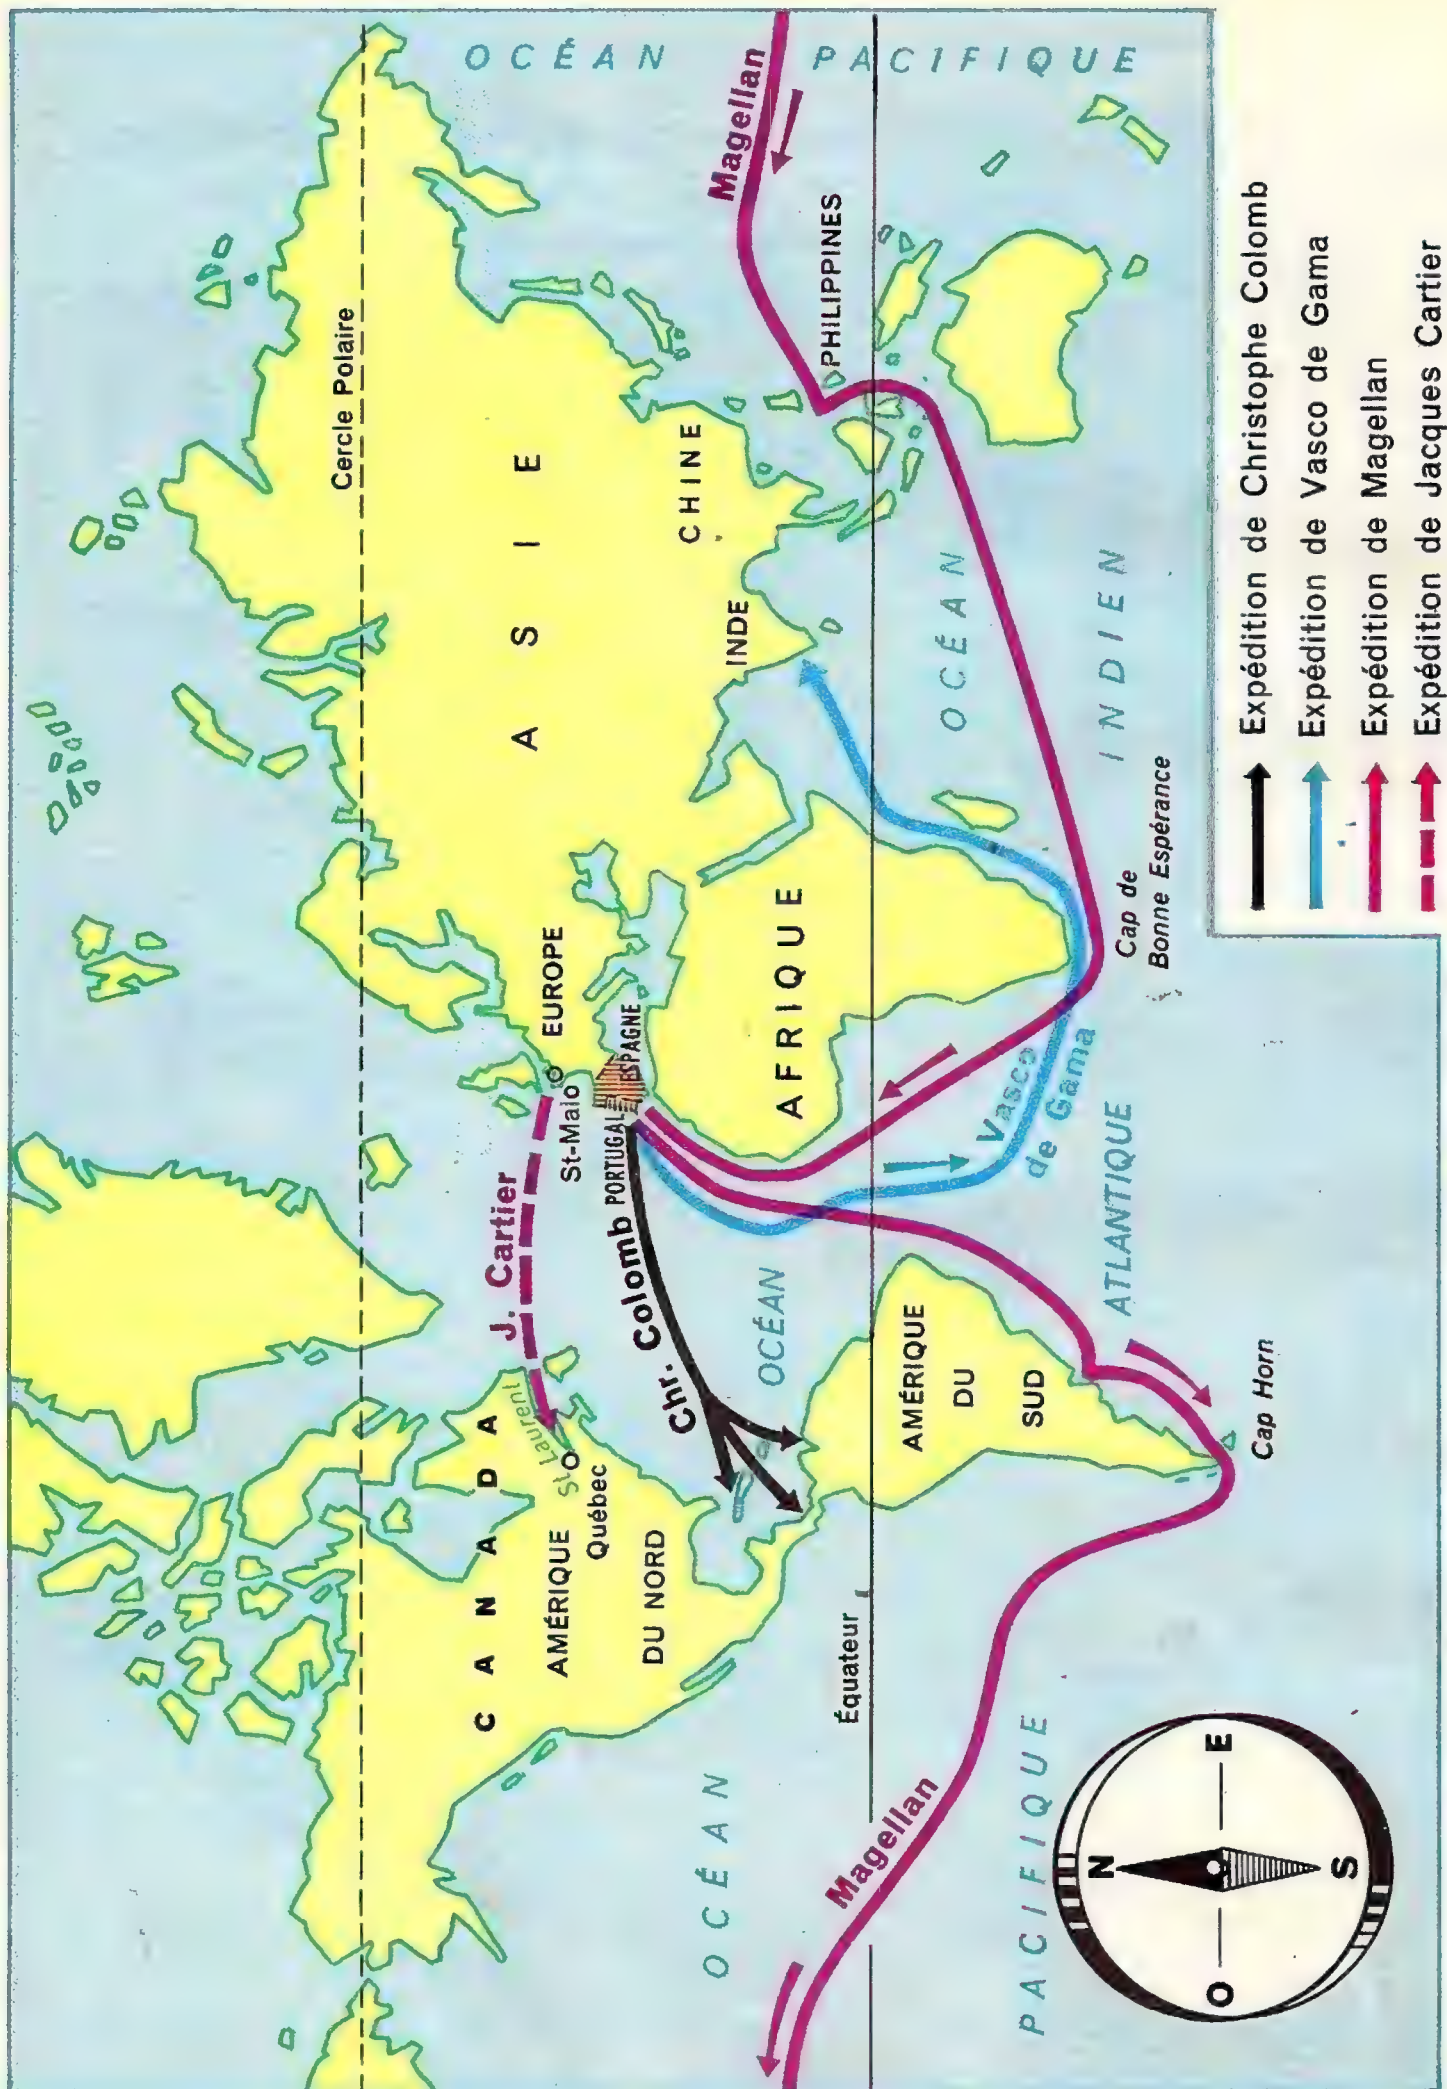 Cercle Polaire
OCÉAN
PACIFIQUE
CANADA
AMÉRIQUE
DU NORD
St Laurent
Québec
J. Cartier
St-Malo
EUROPE
ASIE
PORTUGAL
ESPAGNE
Chr. Colomb
CHINE
INDE
Magellan
PHILIPPINES
OCÉAN
PACIFIQUE
OCÉAN
ATLANTIQUE
AFRIQUE
Équateur
AMÉRIQUE
DU
SUD
Magellan
OCÉAN
INDIEN
Vasco
de Gama
Cap de
Bonne Espérance
Cap Horn
N
O
E
S
Expédition de Christophe Colomb
Expédition de Vasco de Gama
Expédition de Magellan
Expédition de Jacques Cartier